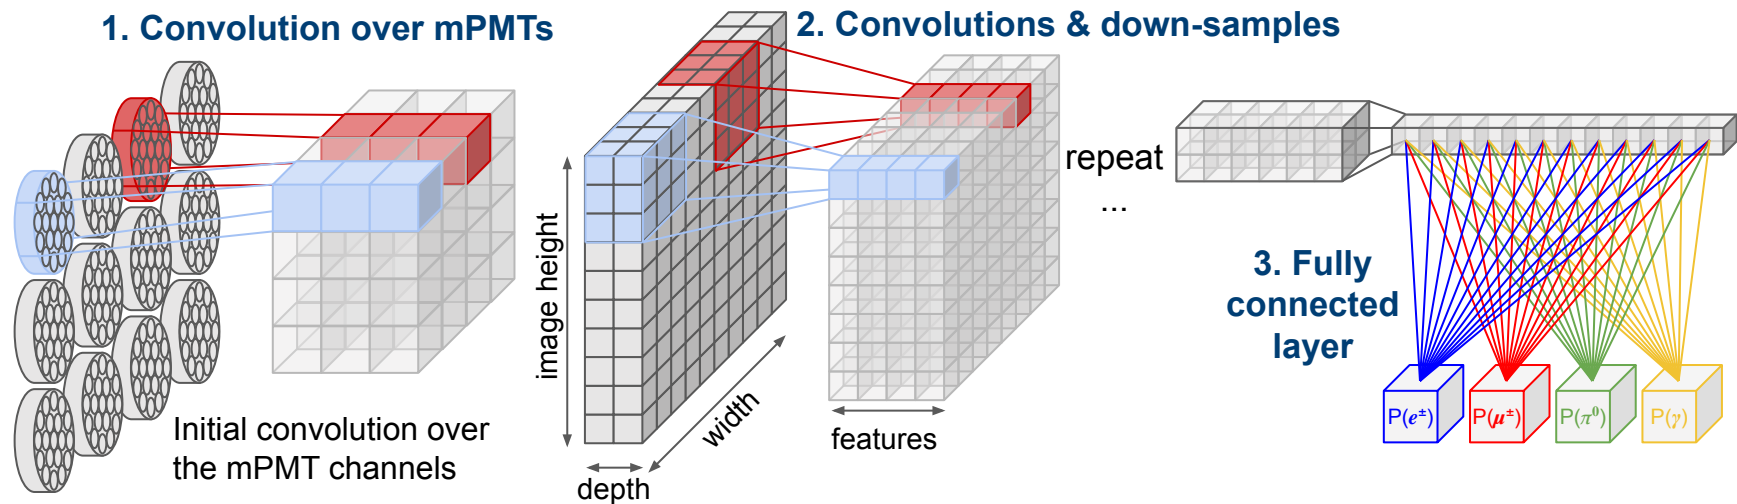 1. Convolution over mPMTs
Initial convolution over
the mPMT channels
2. Convolutions & down-samples
image height
depth
width
features
repeat
...
3. Fully
connected
layer
P(e±)
P(μ±)
P(π⁰)
P(γ)